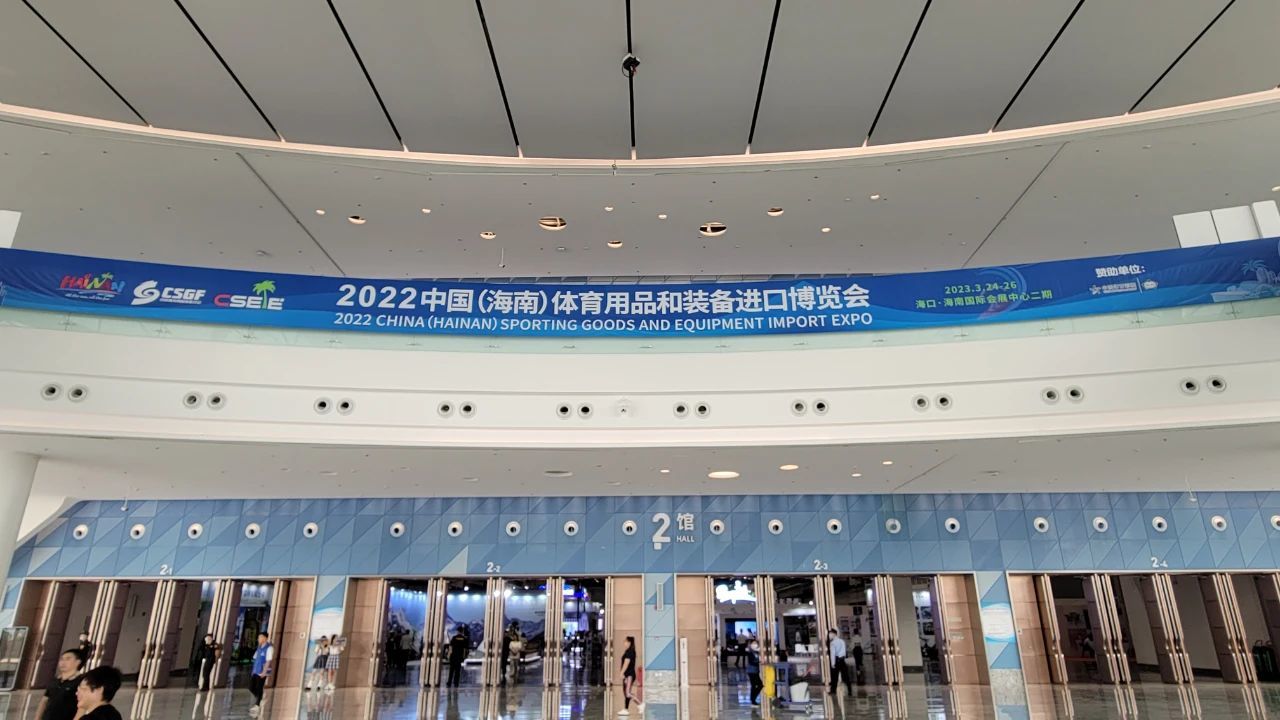 HAINAN
CSGF
CSEIE
2022中国(海南)体育用品和装备进口博览会
2022 CHINA (HAINAN) SPORTING GOODS AND EQUIPMENT IMPORT EXPO
2023.3.24-26
海口·海南国际会展中心二期
赞助单位:
2馆
HALL
2-1
2-2
2-3
2-4